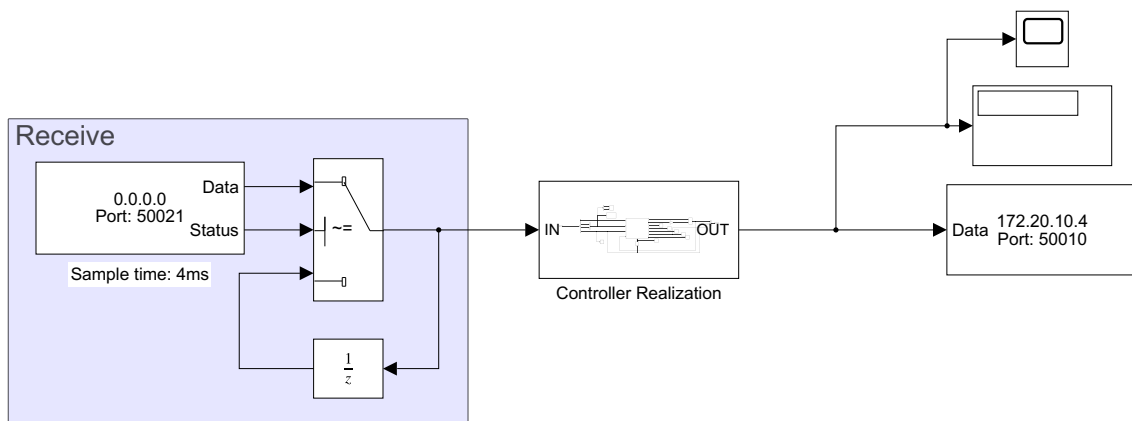 Receive
0.0.0.0
Port: 50021
Data
Status
Sample time: 4ms
~=
1
z
IN
OUT
Controller Realization
Data
172.20.10.4
Port: 50010